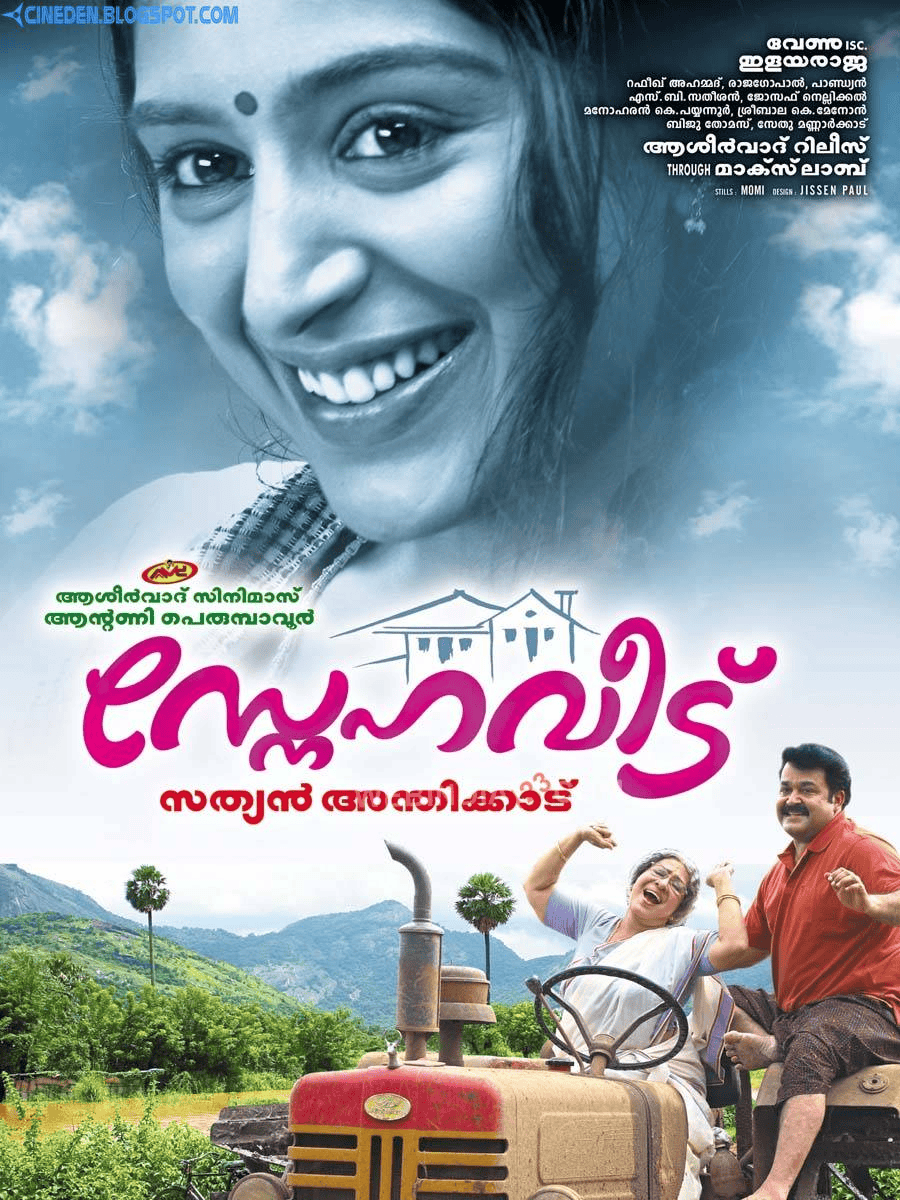 CINEDEN.BLOGSPOT.COM
വേണു ISC.
ഇളയരാജ
റഫീഖ് അഹമ്മദ്, രാജഗോപാൽ, പാണ്ഡ്യൻ
എസ്.ബി.സതീശൻ, ജോസഫ് നെല്ലിക്കൽ
മനോഹരൻ കെ.പയ്യന്നൂർ, ശ്രീബാല കെ.മേനോൻ
ബിജു തോമസ്, സേതു മണ്ണാർക്കാട്
ആശീർവാദ് റിലീസ്
THROUGH മാക്സ് ലാബ്
STILLS : MOMI DESIGN : JISSEN PAUL
ആശീർവാദ് സിനിമാസ്
ആന്റണി പെരുമ്പാവൂർ
സ്നേഹവീട്
സത്യൻ അന്തിക്കാട്